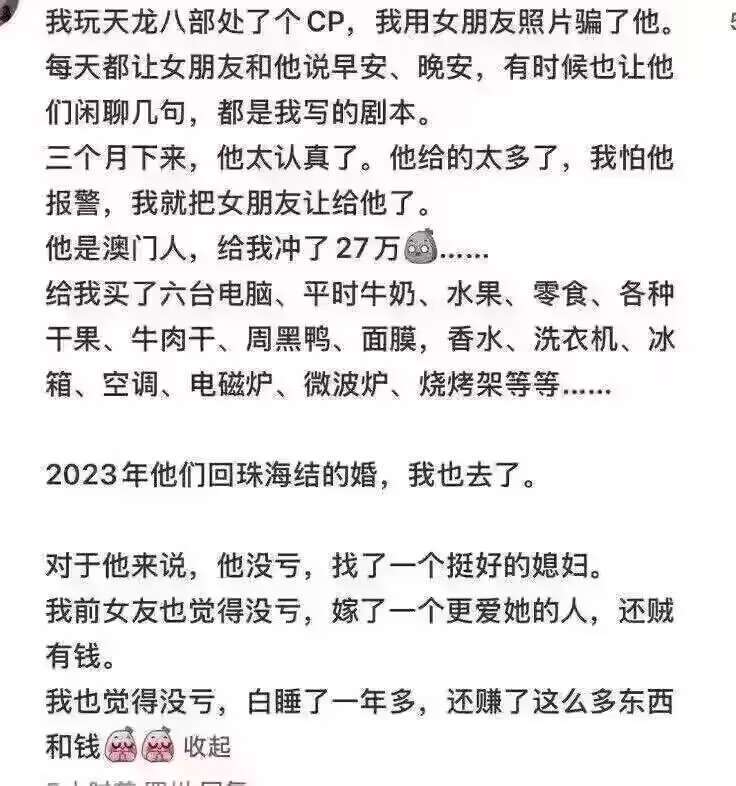 我玩天龙八部处了个CP，我用女朋友照片骗了他。
每天都让女朋友和他说早安、晚安，有时候也让他
们闲聊几句，都是我写的剧本。
三个月下来，他太认真了。他给的太多了，我怕他
报警，我就把女朋友让给他了。
他是澳门人，给我冲了27万……
给我买了六台电脑、平时牛奶、水果、零食、各种
干果、牛肉干、周黑鸭、面膜，香水、洗衣机、冰
箱、空调、电磁炉、微波炉、烧烤架等等……
2023年他们回珠海结的婚，我也去了。
对于他来说，他没亏，找了一个挺好的媳妇。
我前女友也觉得没亏，嫁了一个更爱她的人，还贼
有钱。
我也觉得没亏，白睡了一年多，还赚了这么多东西
和钱 收起